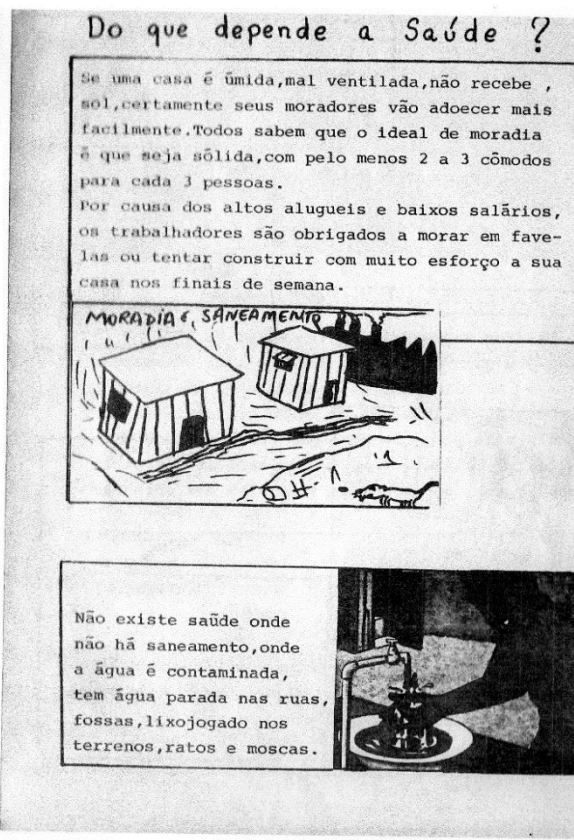 Do que depende a Saúde ?
Se uma casa é úmida,mal ventilada,não recebe ,
sol,certamente seus moradores vão adoecer mais
facilmente.Todos sabem que o ideal de moradia
é que seja sólida,com pelo menos 2 a 3 cômodos
para cada 3 pessoas.
Por causa dos altos alugueis e baixos salários,
os trabalhadores são obrigados a morar em fave-
las ou tentar construir com muito esforço a sua
casa nos finais de semana.
MORADIA E SANEAMENTO
Não existe saúde onde
não há saneamento,onde
a água é contaminada,
tem água parada nas ruas,
fossas,lixojogado nos
terrenos,ratos e moscas.